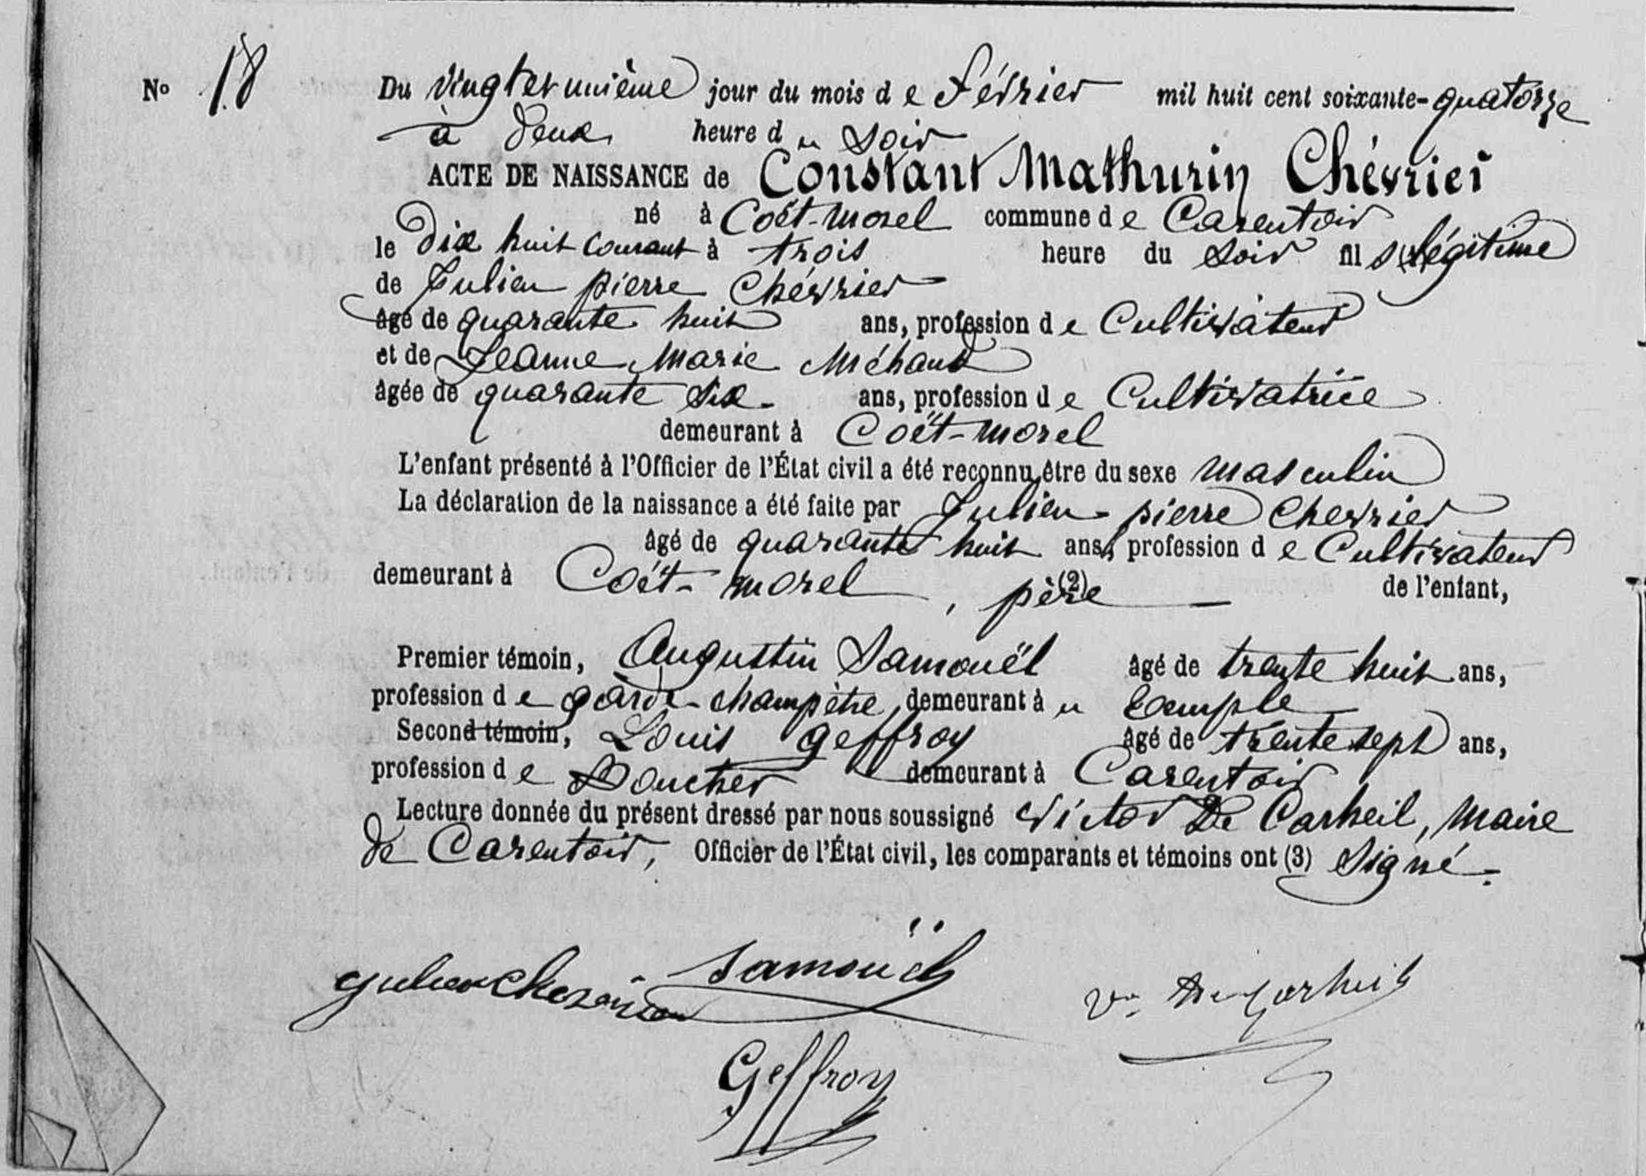 No 18 Du vingt et unième jour du mois de Février mil huit cent soixante-quatorze
à deux heure du soir
ACTE DE NAISSANCE de Constant Mathurin Chévrier
né à Coët-morel commune de Carentoir
le dix huit courant à trois heure du soir fils légitime
de Julien pierre Chévrier
âgé de quarante huit ans, profession de Cultivateur
et de Jeanne Marie Méhaud
âgée de quarante six ans, profession de Cultivatrice
demeurant à Coët-morel
L'enfant présenté à l'Officier de l'État civil a été reconnu être du sexe masculin
La déclaration de la naissance a été faite par Julien pierre Chevrier
âgé de quarante huit ans, profession de Cultivateur
demeurant à Coët-morel, père (2) de l'enfant,
Premier témoin, Augustin Samouël âgé de trente huit ans,
profession de garde-champêtre, demeurant à u temple
Second témoin, Louis Geffroy âgé de trente sept ans,
profession de Boucher demeurant à Carentoir
Lecture donnée du présent dressé par nous soussigné Victor De Carheil, Maire
de Carentoir, Officier de l'État civil, les comparants et témoins ont (3) signé.
Samouël
julien chevrier
Vor De Carheil
Geffroy